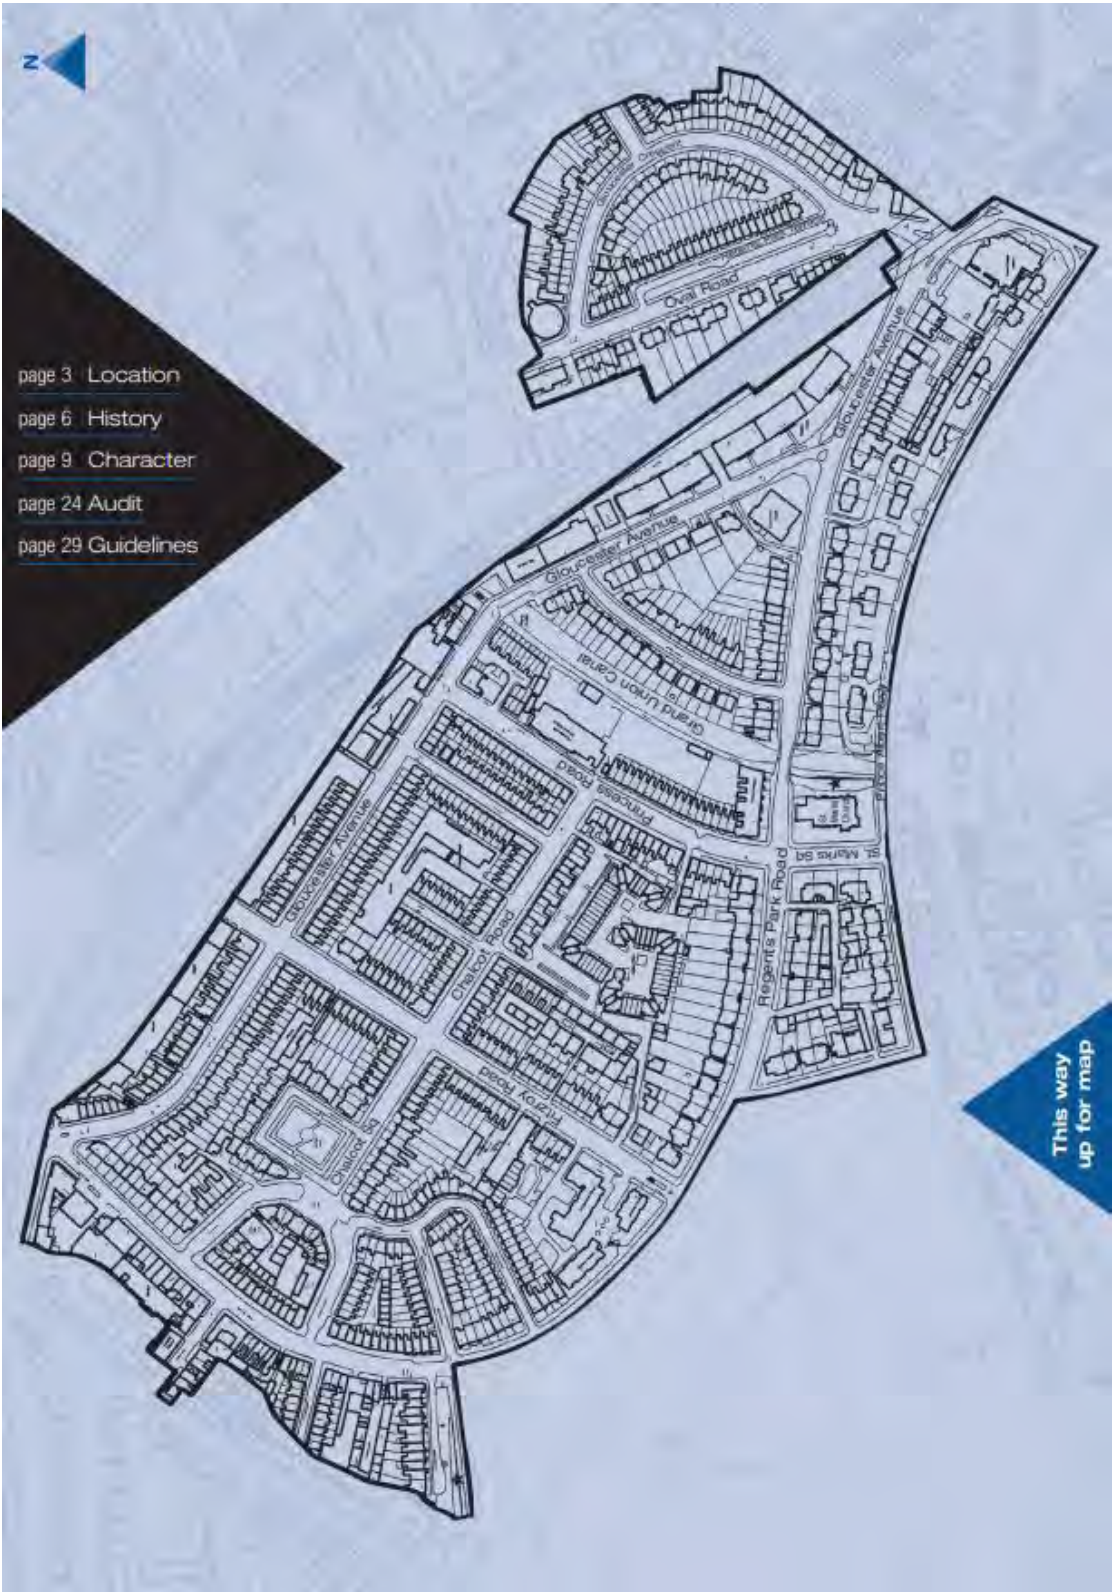 N
page 3 Location
page 6 History
page 9 Character
page 24 Audit
page 29 Guidelines
Oval Road
Gloucester Avenue
Gloucester Avenue
Grand Union Canal
Princess Road
Gloucester Avenue
St. Marks Sq
Regents Park Road
Chalcot Road
Fitzroy Road
Chalcot Sq
This way
up for map